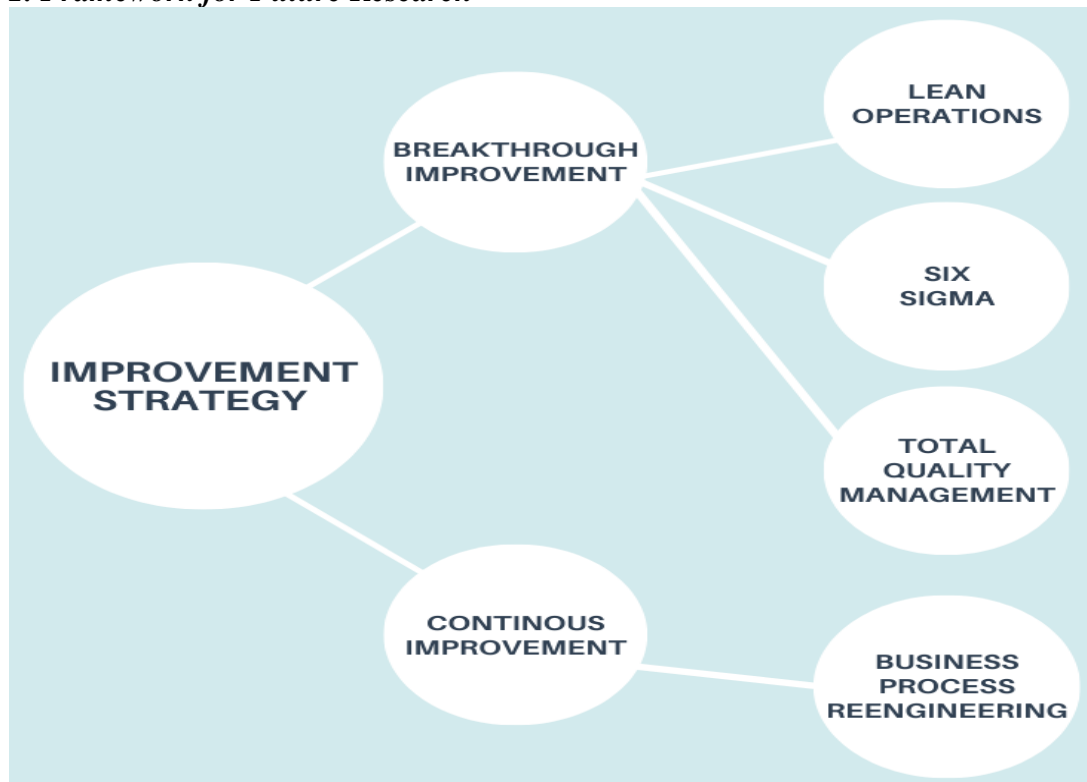 BREAKTHROUGH
IMPROVEMENT
LEAN
OPERATIONS
SIX
SIGMA
TOTAL
QUALITY
MANAGEMENT
IMPROVEMENT
STRATEGY
CONTINOUS
IMPROVEMENT
BUSINESS
PROCESS
REENGINEERING